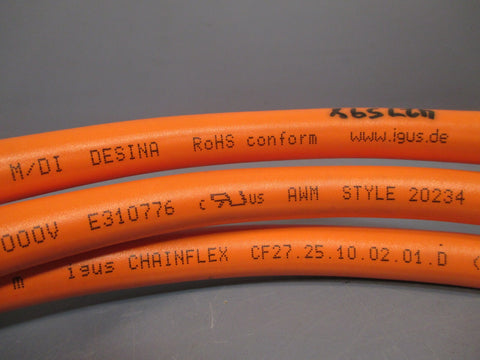 M/DI DESINA RoHS conform www.igus.de
000V E310776 c UR us AWM STYLE 20234
m igus CHAINFLEX CF27.25.10.02.01.D (